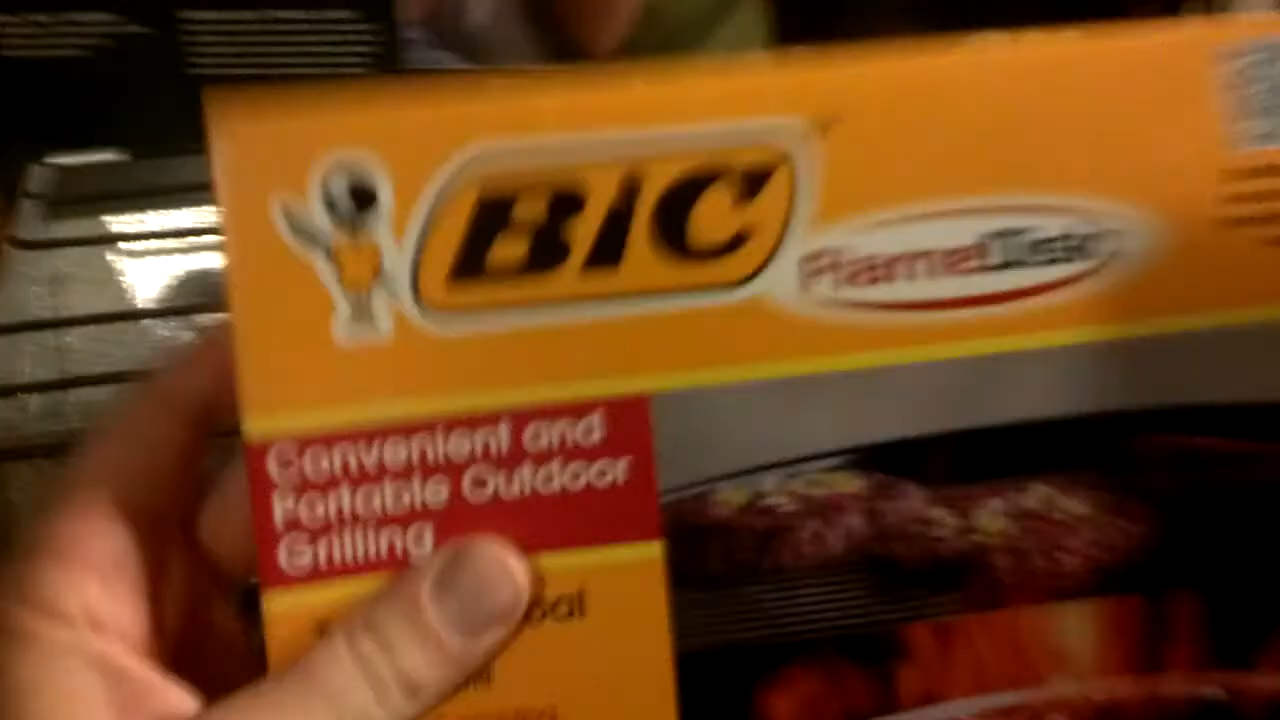 BIC
FlameDisk
Convenient and
Portable Outdoor
Grilling